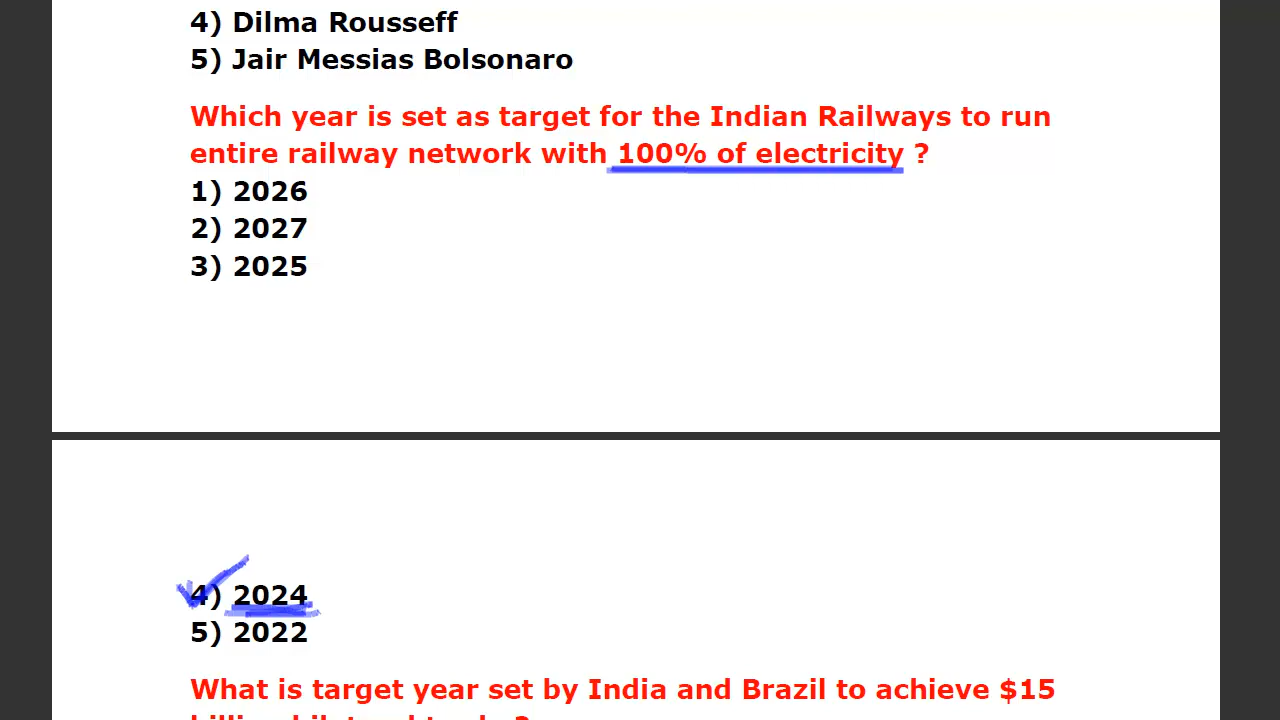 4) Dilma Rousseff
5) Jair Messias Bolsonaro
Which year is set as target for the Indian Railways to run
entire railway network with 100% of electricity ?
1) 2026
2) 2027
3) 2025
4) 2024
5) 2022
What is target year set by India and Brazil to achieve $15